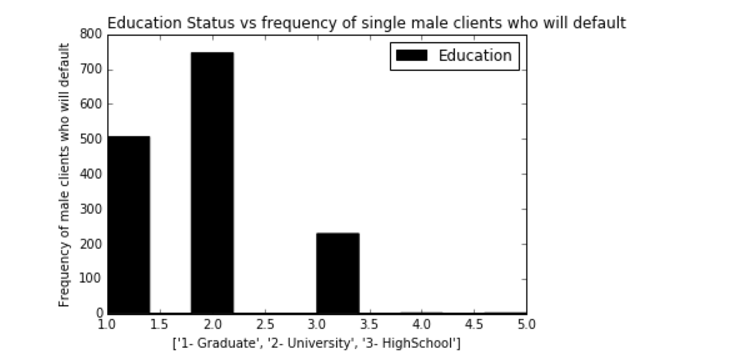 Education Status vs frequency of single male clients who will default
Frequency of male clients who will default
800
700
600
500
400
300
200
100
0
Education
1.0 1.5 2.0 2.5 3.0 3.5 4.0 4.5 5.0
['1- Graduate', '2- University', '3- HighSchool']